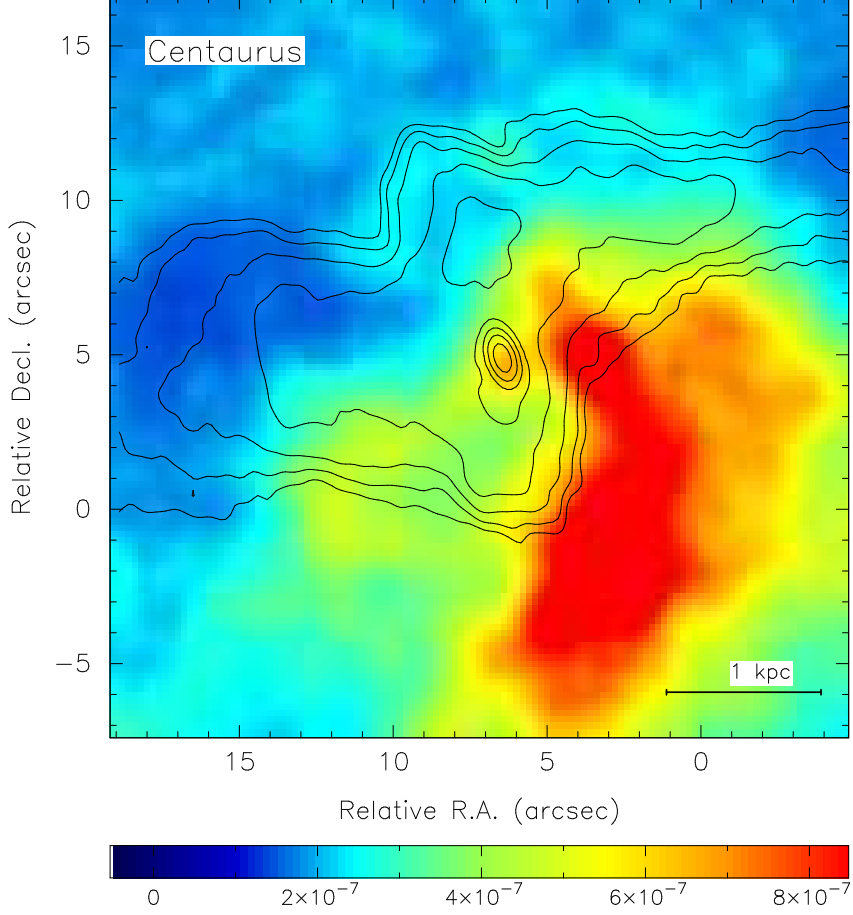 Centaurus
15
10
5
0
−5
Relative Decl. (arcsec)
1 kpc
15 10 5 0
Relative R.A. (arcsec)
0 2×10⁻⁷ 4×10⁻⁷ 6×10⁻⁷ 8×10⁻⁷